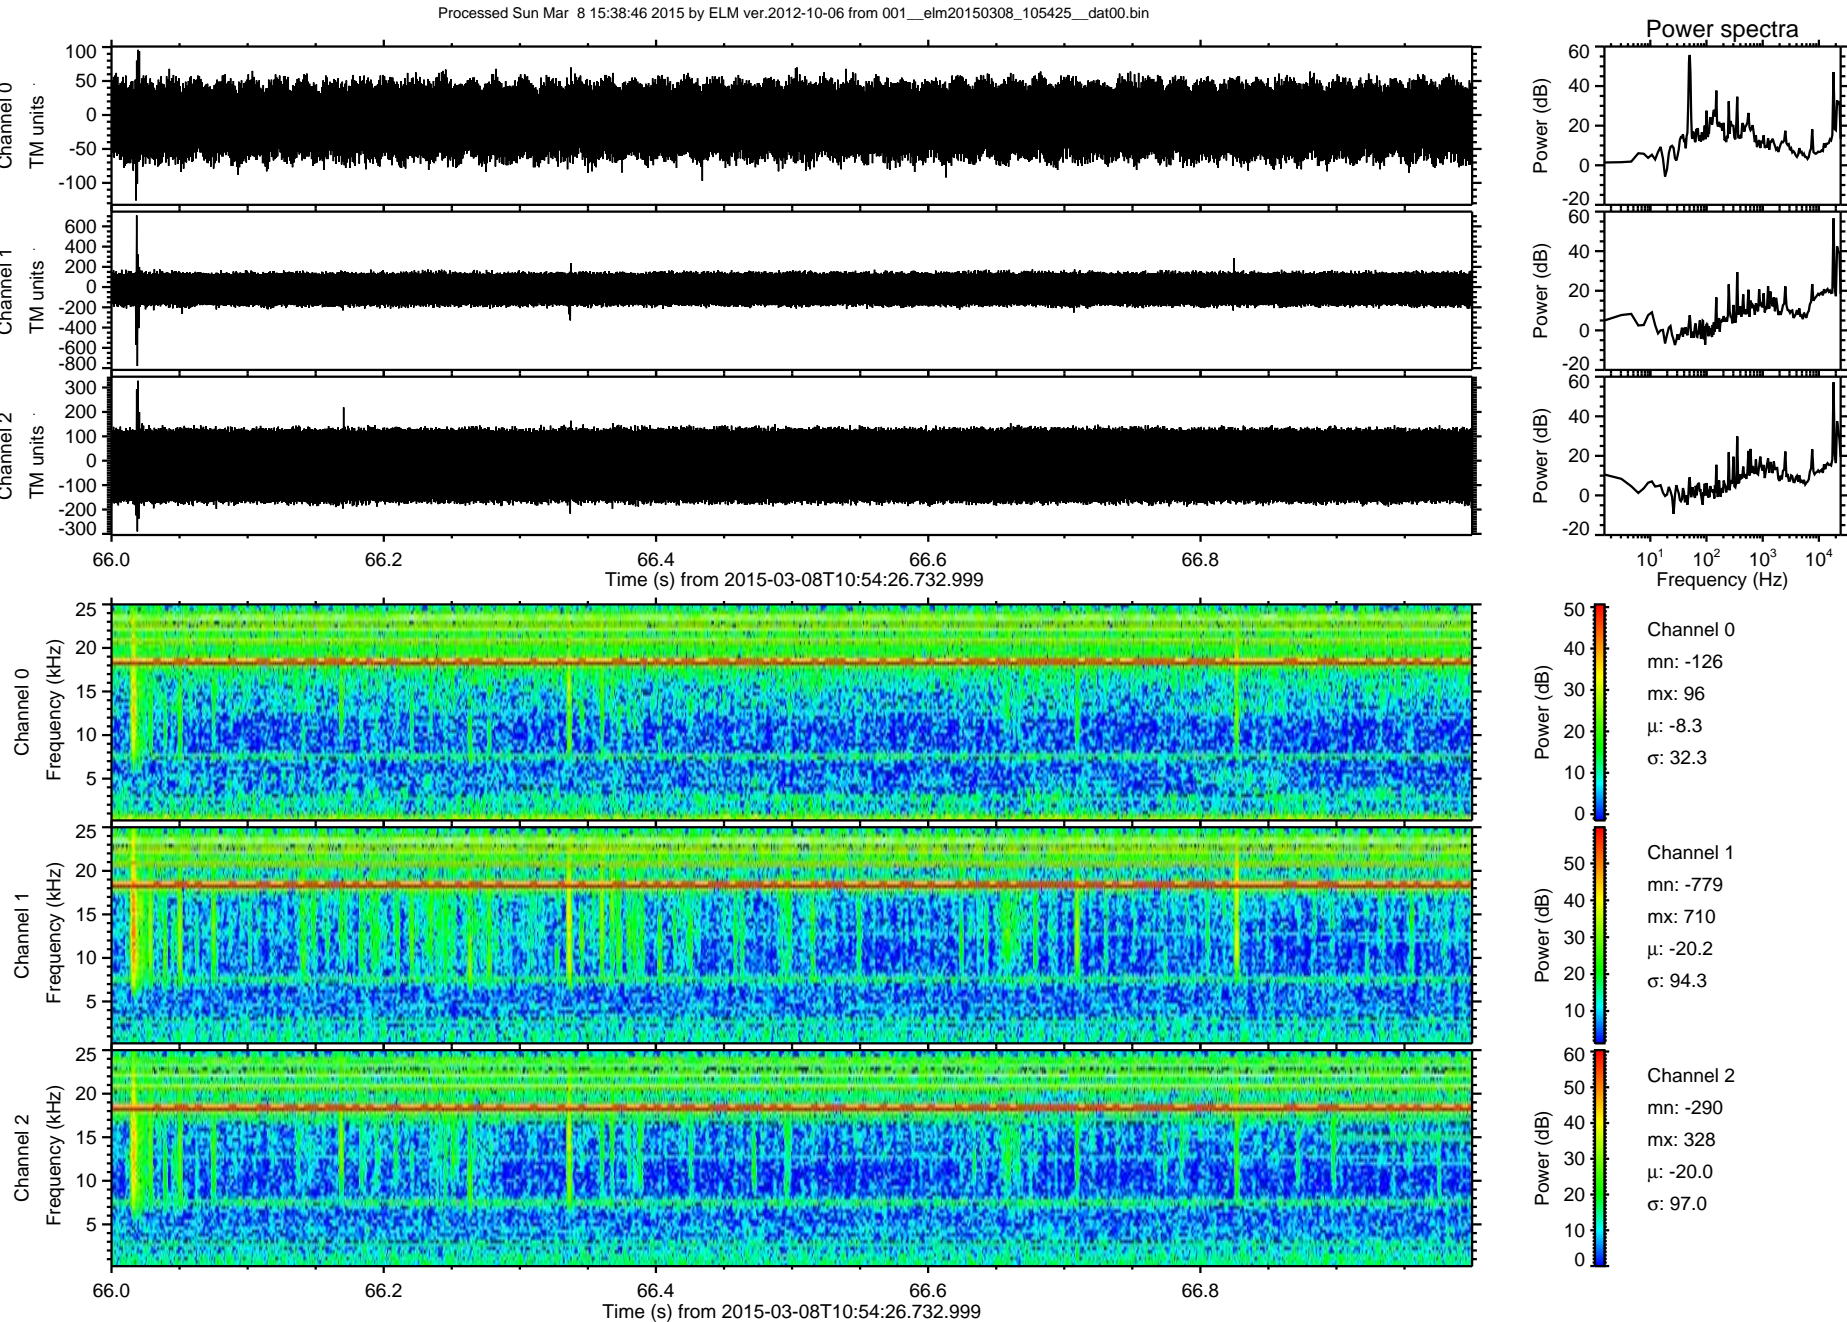 Processed Sun Mar 8 15:38:46 2015 by ELM ver.2012-10-06 from 001__elm20150308_105425__dat00.bin
Power spectra
Channel 0
TM units
100
50
0
-50
-100
Power (dB)
60
40
20
0
-20
Channel 1
TM units
600
400
200
0
-200
-400
-600
-800
Power (dB)
60
40
20
0
-20
Channel 2
TM units
300
200
100
0
-100
-200
-300
Power (dB)
60
40
20
0
-20
66.0 66.2 66.4 66.6 66.8
Time (s) from 2015-03-08T10:54:26.732.999
10¹ 10² 10³ 10⁴
Frequency (Hz)
Channel 0
Frequency (kHz)
25
20
15
10
5
Power (dB)
50
40
30
20
10
0
Channel 0
mn: -126
mx: 96
μ: -8.3
σ: 32.3
Channel 1
Frequency (kHz)
25
20
15
10
5
Power (dB)
50
40
30
20
10
Channel 1
mn: -779
mx: 710
μ: -20.2
σ: 94.3
Channel 2
Frequency (kHz)
25
20
15
10
5
Power (dB)
60
50
40
30
20
10
0
Channel 2
mn: -290
mx: 328
μ: -20.0
σ: 97.0
66.0 66.2 66.4 66.6 66.8
Time (s) from 2015-03-08T10:54:26.732.999